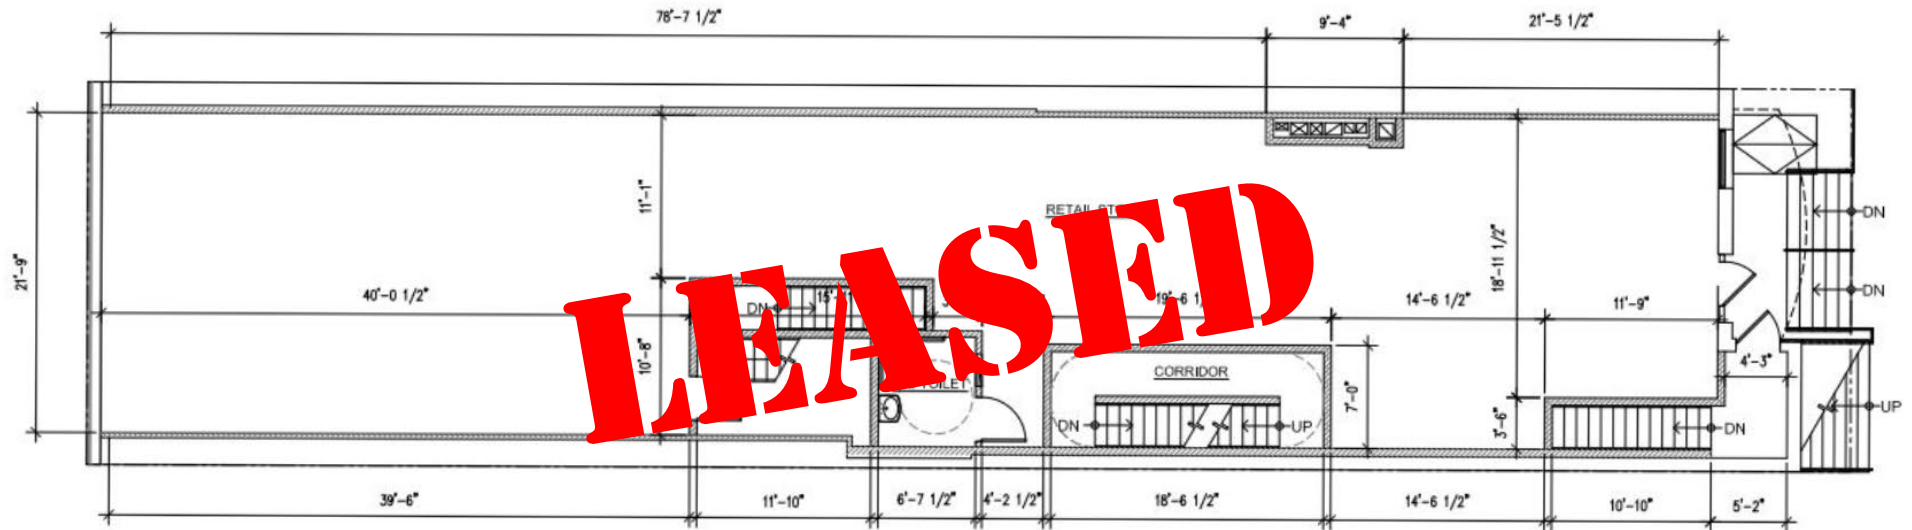 78'-7 1/2"
9'-4"
21'-5 1/2"
21'-9"
11'-1"
RETAIL
18'-11 1/2"
DN
DN
40'-0 1/2"
DN
14'-6 1/2"
11'-9"
LEASED
10'-8"
TOILET
CORRIDOR
7'-0"
4'-3"
3'-6"
UP
DN
UP
DN
39'-6"
11'-10"
6'-7 1/2"
4'-2 1/2"
18'-6 1/2"
14'-6 1/2"
10'-10"
5'-2"